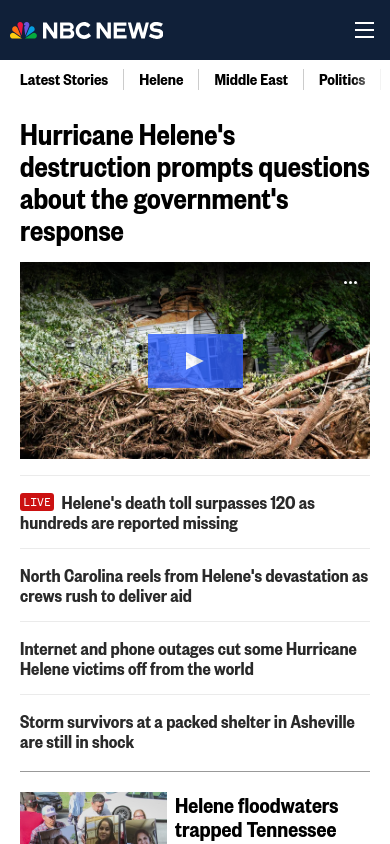 NBC NEWS
Latest Stories
Helene
Middle East
Politics
Hurricane Helene's
destruction prompts questions
about the government's
response
LIVE Helene's death toll surpasses 120 as
hundreds are reported missing
North Carolina reels from Helene's devastation as
crews rush to deliver aid
Internet and phone outages cut some Hurricane
Helene victims off from the world
Storm survivors at a packed shelter in Asheville
are still in shock
Helene floodwaters
trapped Tennessee